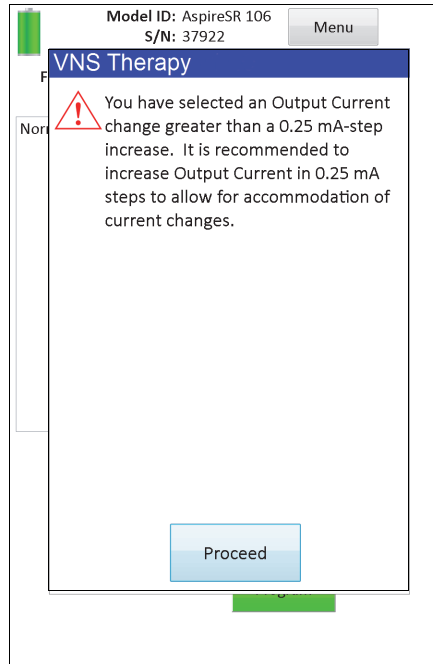 Model ID: AspireSR 106
S/N: 37922
Menu
VNS Therapy
You have selected an Output Current
change greater than a 0.25 mA-step
increase.  It is recommended to
increase Output Current in 0.25 mA
steps to allow for accommodation of
current changes.
Proceed